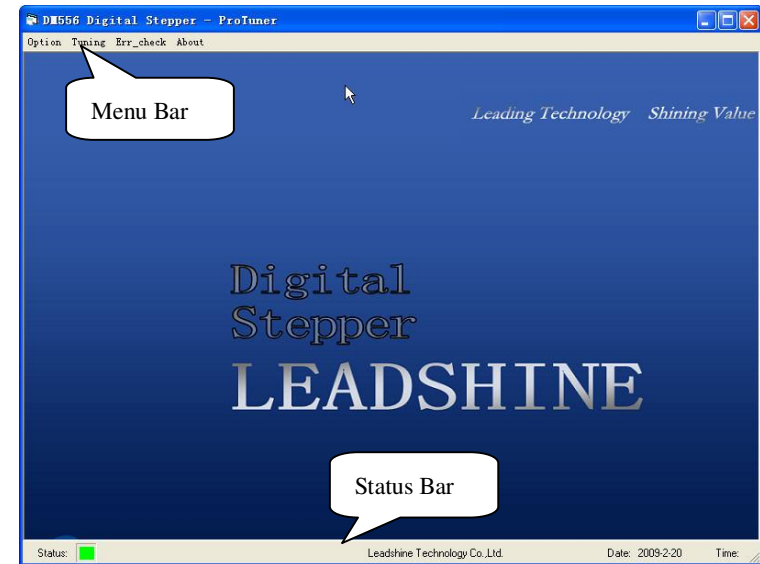 DM556 Digital Stepper - ProTuner
Option Tuning Err_check About
Menu Bar
Leading Technology Shining Value
Digital
Stepper
LEADSHINE
Status Bar
Status: Leadshine Technology Co.,Ltd. Date: 2009-2-20 Time: